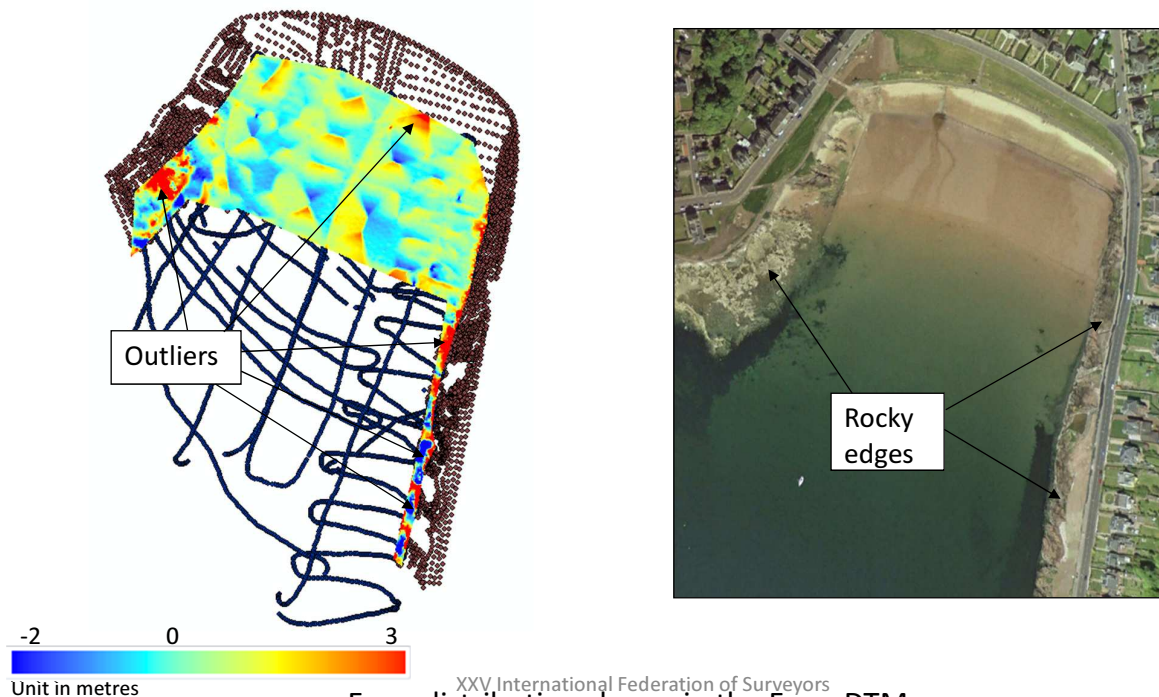 Outliers
Rocky
edges
-2 0 3
Unit in metres
XXV International Federation of Surveyors